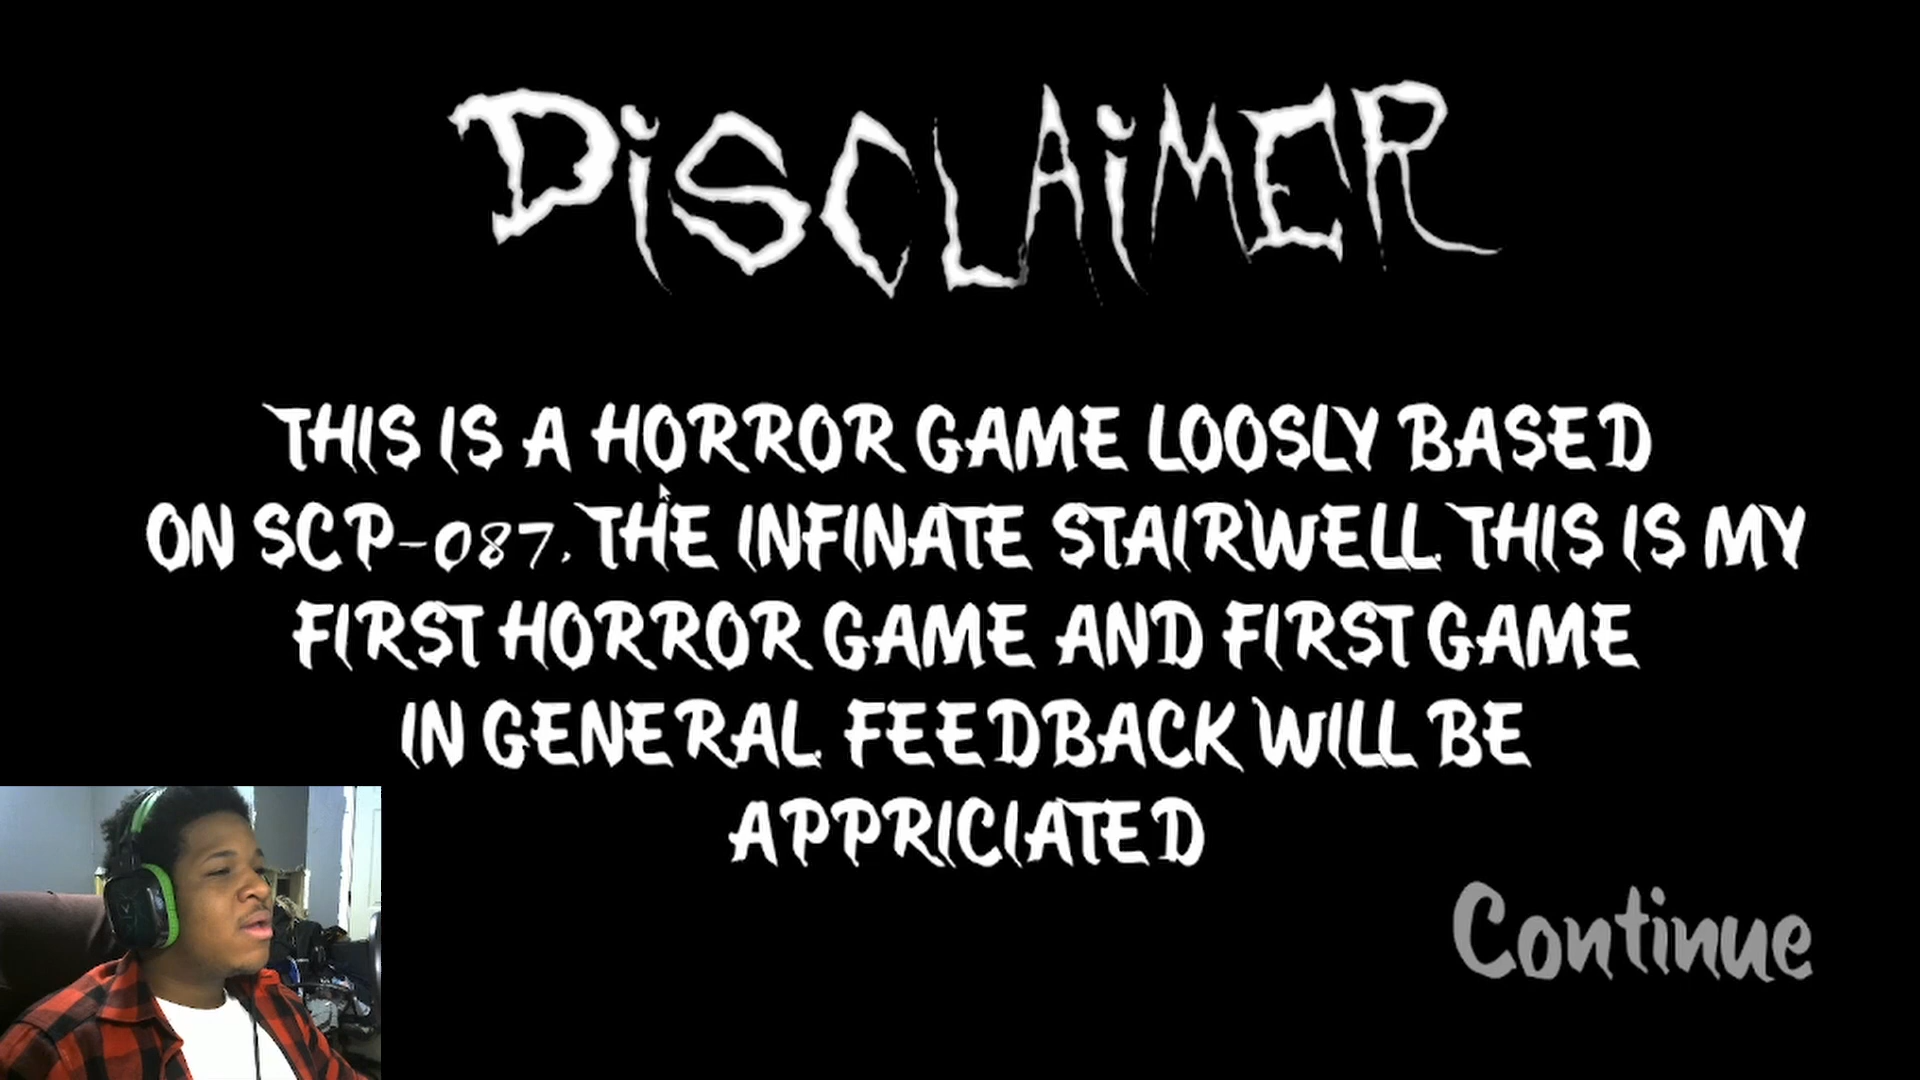 DiSCLAiMER
THIS IS A HORROR GAME LOOSLY BASED
ON SCP-087, THE INFINATE STAIRWELL. THIS IS MY
FIRST HORROR GAME AND FIRST GAME
IN GENERAL. FEEDBACK WILL BE
APPRICIATED
Continue